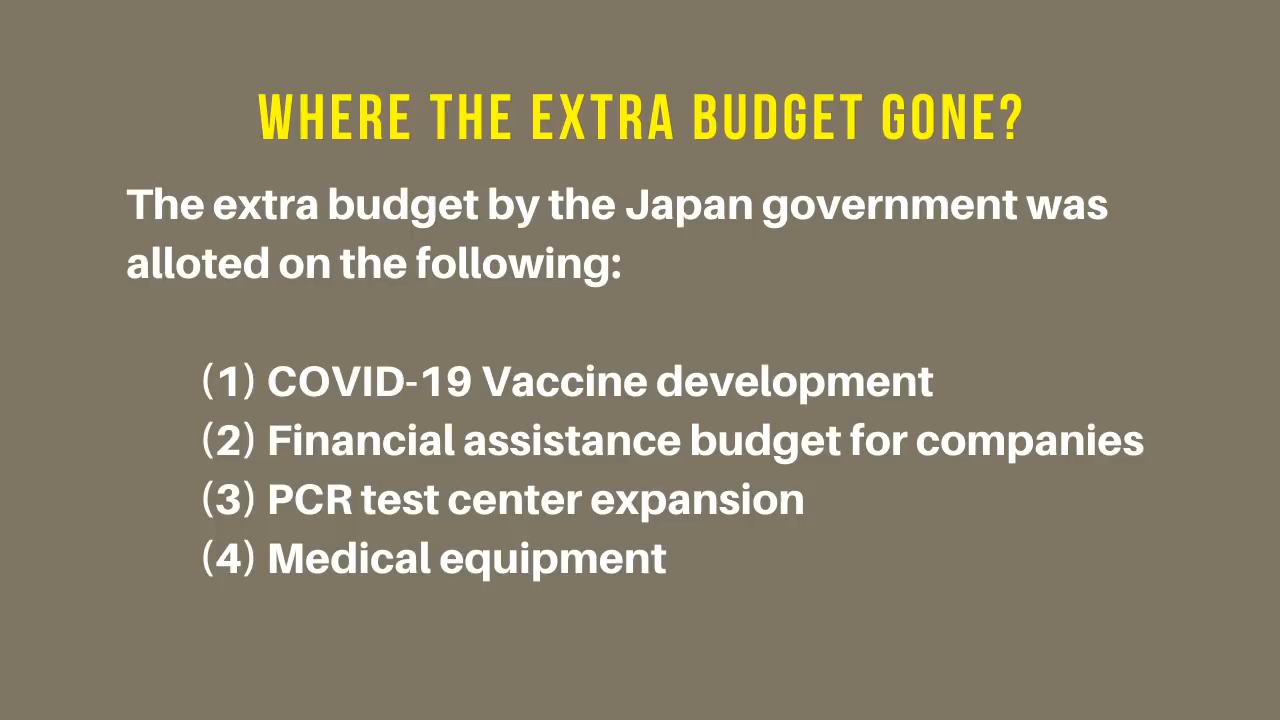 WHERE THE EXTRA BUDGET GONE?
The extra budget by the Japan government was
alloted on the following:
(1) COVID-19 Vaccine development
(2) Financial assistance budget for companies
(3) PCR test center expansion
(4) Medical equipment